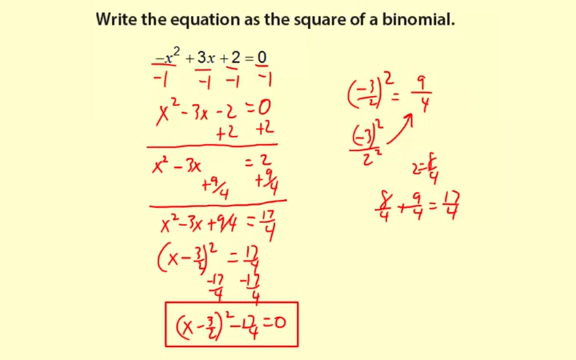 Write the equation as the square of a binomial.
-x² + 3x + 2 = 0
-1 -1 -1 -1
x² - 3x - 2 = 0
+2 +2
x² - 3x = 2
+9/4 +9/4
x² - 3x + 9/4 = 17/4
(x - 3/2)² = 17/4
-17/4 -17/4
(x - 3/2)² - 17/4 = 0
(-3/2)² = 9/4
(-3)²/2²
2 = 8/4
8/4 + 9/4 = 17/4